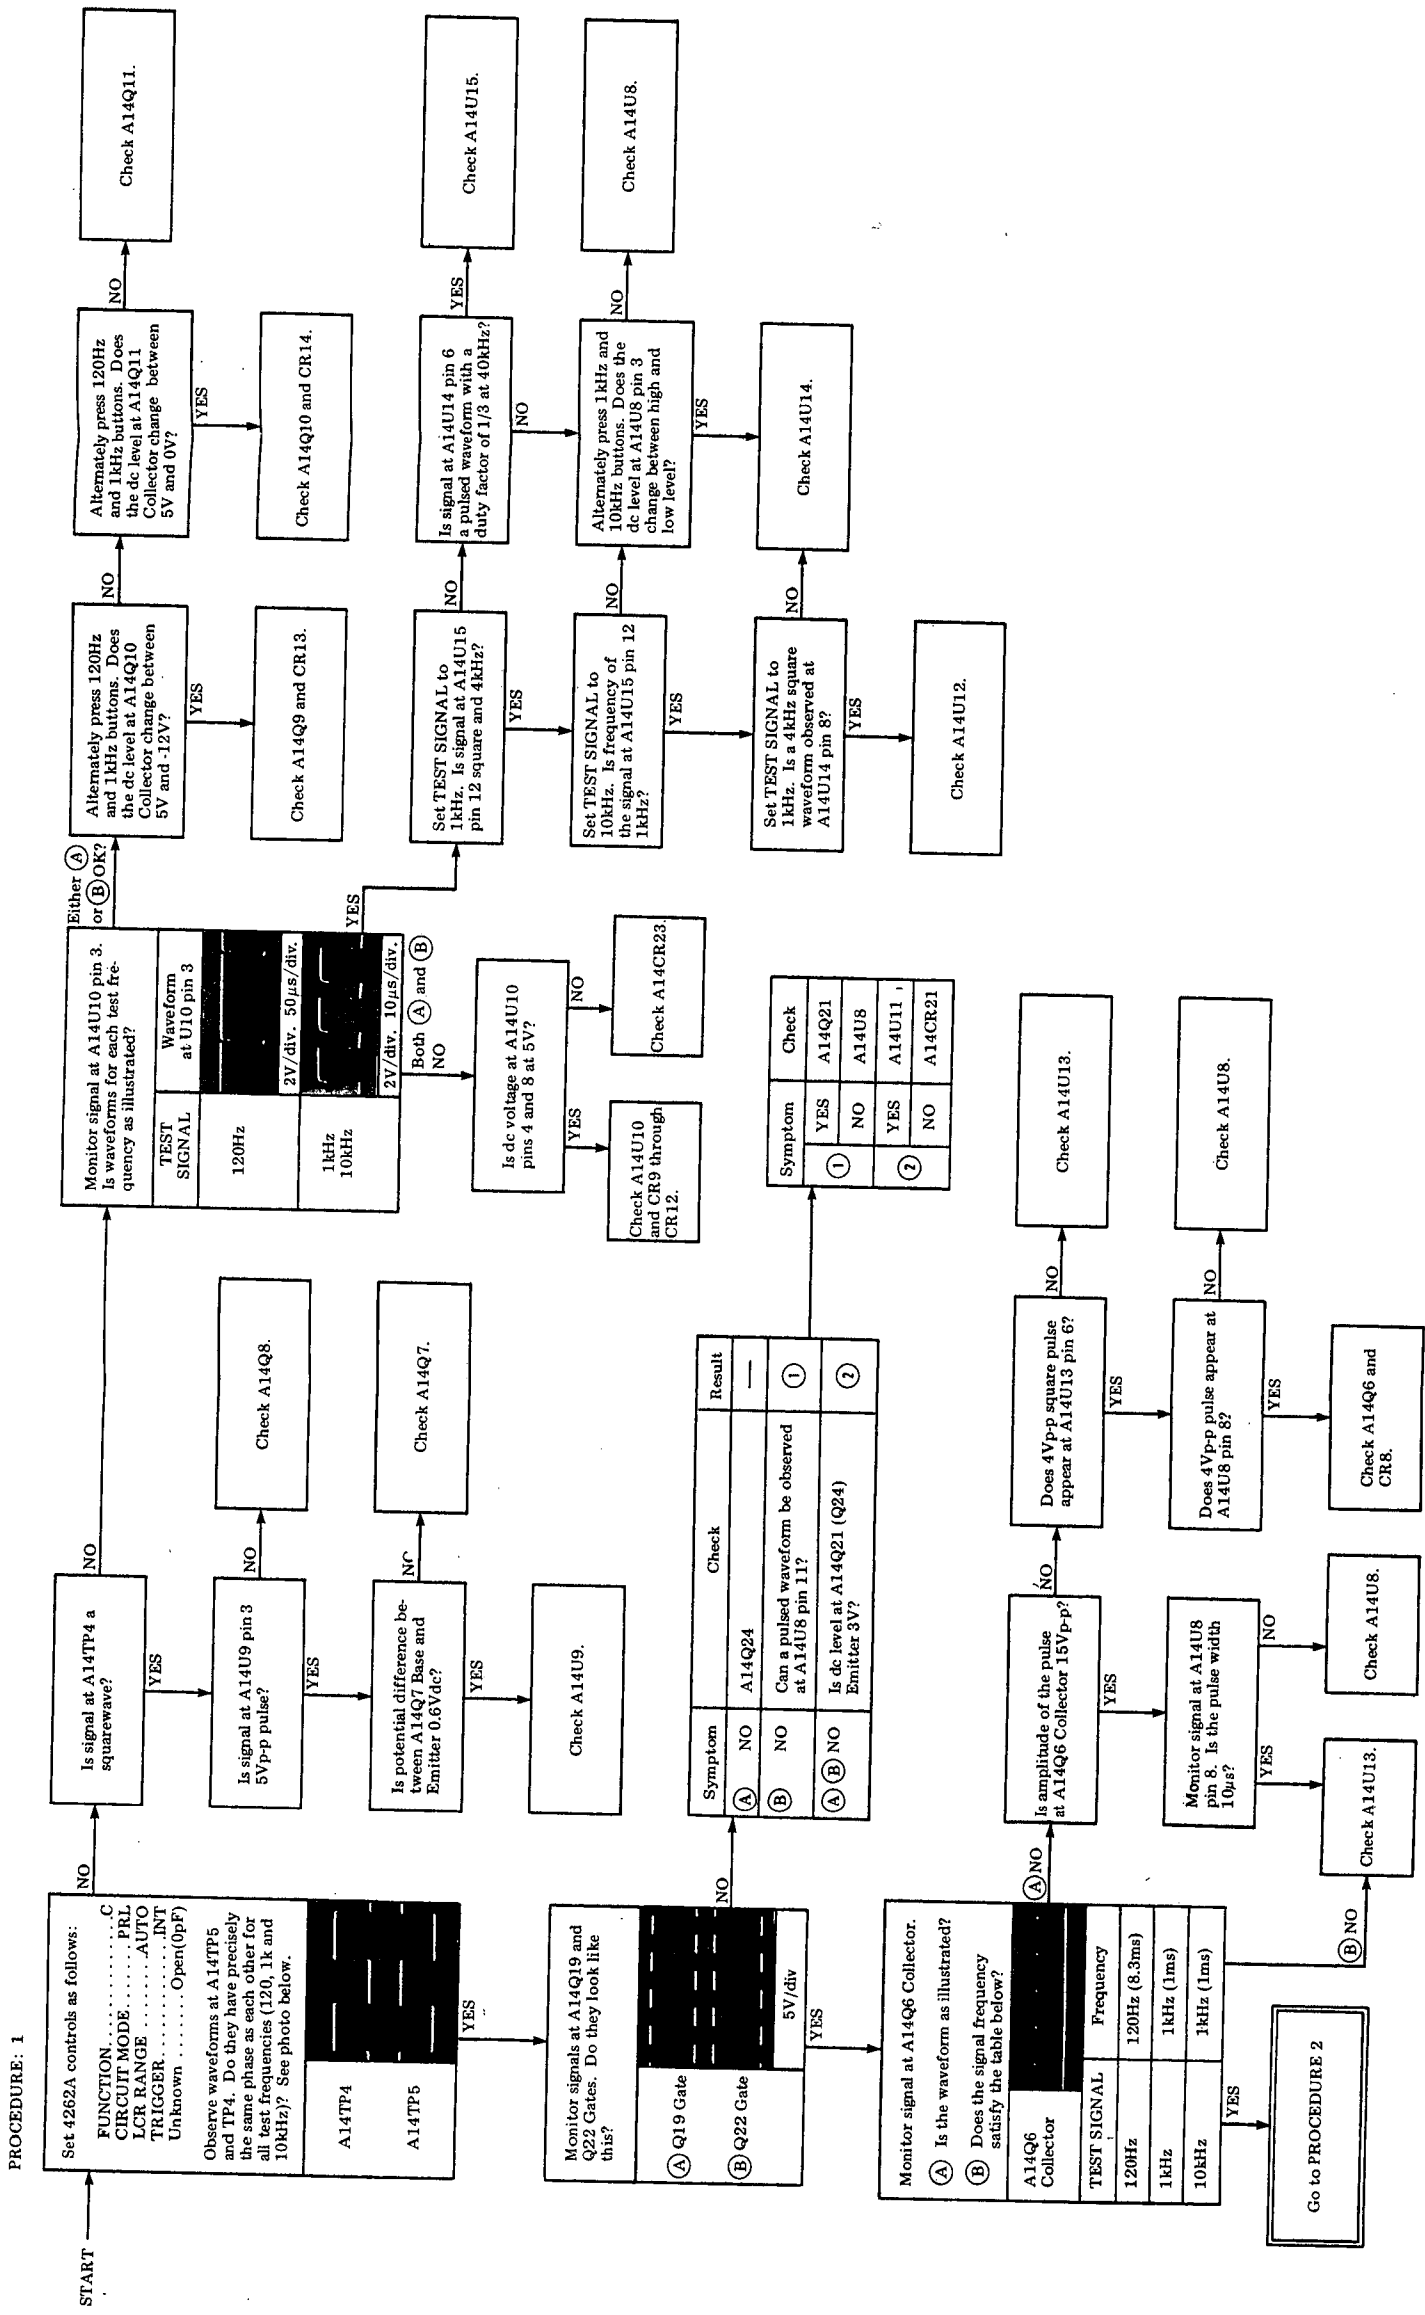 PROCEDURE: 1
START
Set 4262A controls as follows:
FUNCTION............C
CIRCUIT MODE.......PRL
LCR RANGE .......AUTO
TRIGGER...........INT
Unknown .......Open(0pF)
Observe waveforms at A14TP5
and TP4. Do they have precisely
the same phase as each other for
all test frequencies (120, 1k and
10kHz)? See photo below.
A14TP4
A14TP5
NO
YES
Is signal at A14TP4 a
squarewave?
NO
YES
Is signal at A14U9 pin 3
5Vp-p pulse?
NO
Check A14Q8.
YES
Is potential difference be-
tween A14Q7 Base and
Emitter 0.6Vdc?
NO
Check A14Q7.
YES
Check A14U9.
Monitor signal at A14U10 pin 3.
Is waveforms for each test fre-
quency as illustrated?
TEST
SIGNAL
Waveform
at U10 pin 3
120Hz
2V/div. 50µs/div.
1kHz
10kHz
2V/div. 10µs/div.
Either A
or B OK?
YES
Both A and B
NO
Is dc voltage at A14U10
pins 4 and 8 at 5V?
YES
NO
Check A14U10
and CR9 through
CR12.
Check A14CR23.
Alternately press 120Hz
and 1kHz buttons. Does
the dc level at A14Q10
Collector change between
5V and -12V?
NO
YES
Check A14Q9 and CR13.
Alternately press 120Hz
and 1kHz buttons. Does
the dc level at A14Q11
Collector change between
5V and 0V?
NO
Check A14Q11.
YES
Check A14Q10 and CR14.
Set TEST SIGNAL to
1kHz. Is signal at A14U15
pin 12 square and 4kHz?
NO
YES
Is signal at A14U14 pin 6
a pulsed waveform with a
duty factor of 1/3 at 40kHz?
YES
Check A14U15.
NO
Set TEST SIGNAL to
10kHz. Is frequency of
the signal at A14U15 pin 12
1kHz?
NO
YES
Alternately press 1kHz and
10kHz buttons. Does the
dc level at A14U8 pin 3
change between high and
low level?
NO
Check A14U8.
YES
Set TEST SIGNAL to
1kHz. Is a 4kHz square
waveform observed at
A14U14 pin 8?
NO
Check A14U14.
YES
Check A14U12.
Monitor signals at A14Q19 and
Q22 Gates. Do they look like
this?
A Q19 Gate
B Q22 Gate
5V/div
NO
YES
Symptom Check Result
A NO A14Q24 —
B NO Can a pulsed waveform be observed
at A14U8 pin 11? 1
A B NO Is dc level at A14Q21 (Q24)
Emitter 3V? 2
Symptom Check
1 YES A14Q21
NO A14U8
2 YES A14U11
NO A14CR21
Monitor signal at A14Q6 Collector.
A Is the waveform as illustrated?
B Does the signal frequency
satisfy the table below?
A14Q6
Collector
TEST SIGNAL Frequency
120Hz 120Hz (8.3ms)
1kHz 1kHz (1ms)
10kHz 1kHz (1ms)
A NO
B NO
YES
Go to PROCEDURE 2
Is amplitude of the pulse
at A14Q6 Collector 15Vp-p?
NO
YES
Monitor signal at A14U8
pin 8. Is the pulse width
10µs?
YES
NO
Check A14U13.
Check A14U8.
Does 4Vp-p square pulse
appear at A14U13 pin 6?
NO
Check A14U13.
YES
Does 4Vp-p pulse appear at
A14U8 pin 8?
NO
Check A14U8.
YES
Check A14Q6 and
CR8.